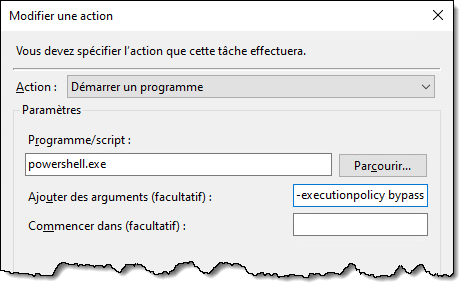 Modifier une action
Vous devez spécifier l'action que cette tâche effectuera.
Action : Démarrer un programme
Paramètres
Programme/script :
powershell.exe Parcourir...
Ajouter des arguments (facultatif) : -executionpolicy bypass
Commencer dans (facultatif) :